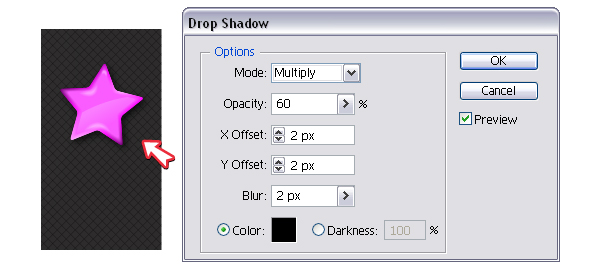 Drop Shadow
Options
Mode: Multiply
Opacity: 60 %
X Offset: 2 px
Y Offset: 2 px
Blur: 2 px
Color: Darkness: 100 %
OK
Cancel
Preview